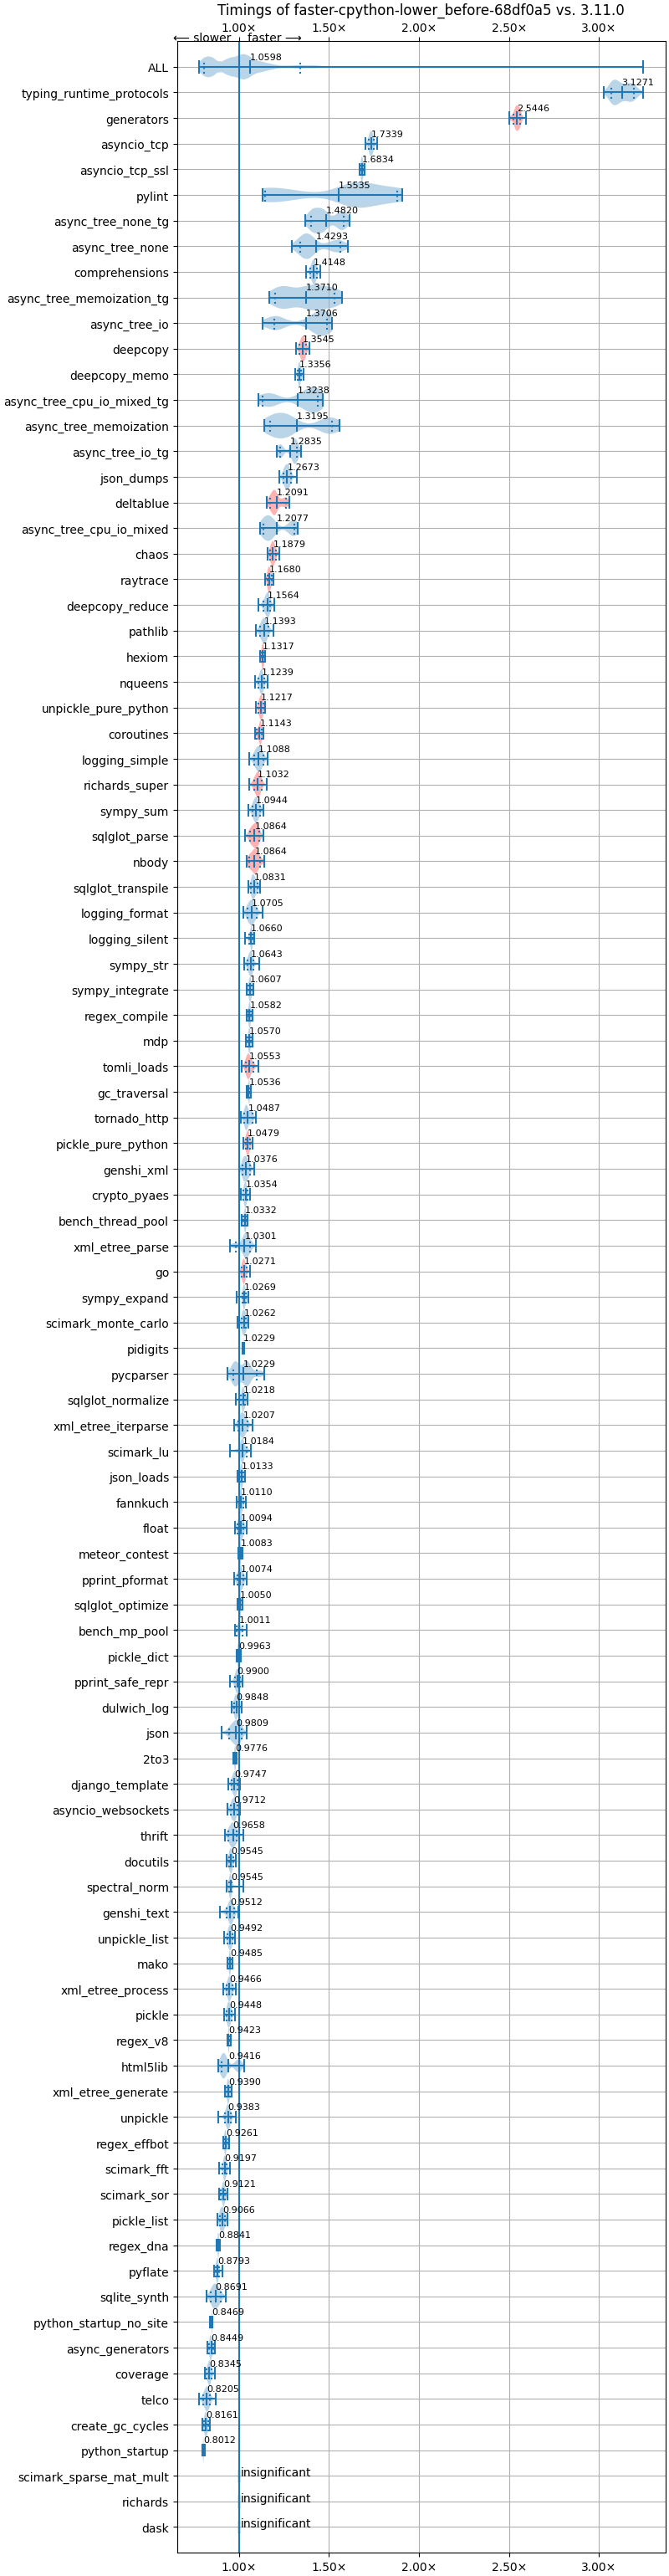 Timings of faster-cpython-lower_before-68df0a5 vs. 3.11.0
1.00× 1.50× 2.00× 2.50× 3.00×
⟵ slower faster ⟶
ALL 1.0598
typing_runtime_protocols 3.1271
generators 2.5446
asyncio_tcp 1.7339
asyncio_tcp_ssl 1.6834
pylint 1.5535
async_tree_none_tg 1.4820
async_tree_none 1.4293
comprehensions 1.4148
async_tree_memoization_tg 1.3710
async_tree_io 1.3706
deepcopy 1.3545
deepcopy_memo 1.3356
async_tree_cpu_io_mixed_tg 1.3238
async_tree_memoization 1.3195
async_tree_io_tg 1.2835
json_dumps 1.2673
deltablue 1.2091
async_tree_cpu_io_mixed 1.2077
chaos 1.1879
raytrace 1.1680
deepcopy_reduce 1.1564
pathlib 1.1393
hexiom 1.1317
nqueens 1.1239
unpickle_pure_python 1.1217
coroutines 1.1143
logging_simple 1.1088
richards_super 1.1032
sympy_sum 1.0944
sqlglot_parse 1.0864
nbody 1.0864
sqlglot_transpile 1.0831
logging_format 1.0705
logging_silent 1.0660
sympy_str 1.0643
sympy_integrate 1.0607
regex_compile 1.0582
mdp 1.0570
tomli_loads 1.0553
gc_traversal 1.0536
tornado_http 1.0487
pickle_pure_python 1.0479
genshi_xml 1.0376
crypto_pyaes 1.0354
bench_thread_pool 1.0332
xml_etree_parse 1.0301
go 1.0271
sympy_expand 1.0269
scimark_monte_carlo 1.0262
pidigits 1.0229
pycparser 1.0229
sqlglot_normalize 1.0218
xml_etree_iterparse 1.0207
scimark_lu 1.0184
json_loads 1.0133
fannkuch 1.0110
float 1.0094
meteor_contest 1.0083
pprint_pformat 1.0074
sqlglot_optimize 1.0050
bench_mp_pool 1.0011
pickle_dict 0.9963
pprint_safe_repr 0.9900
dulwich_log 0.9848
json 0.9809
2to3 0.9776
django_template 0.9747
asyncio_websockets 0.9712
thrift 0.9658
docutils 0.9545
spectral_norm 0.9545
genshi_text 0.9512
unpickle_list 0.9492
mako 0.9485
xml_etree_process 0.9466
pickle 0.9448
regex_v8 0.9423
html5lib 0.9416
xml_etree_generate 0.9390
unpickle 0.9383
regex_effbot 0.9261
scimark_fft 0.9197
scimark_sor 0.9121
pickle_list 0.9066
regex_dna 0.8841
pyflate 0.8793
sqlite_synth 0.8691
python_startup_no_site 0.8469
async_generators 0.8449
coverage 0.8345
telco 0.8205
create_gc_cycles 0.8161
python_startup 0.8012
scimark_sparse_mat_mult insignificant
richards insignificant
dask insignificant
1.00× 1.50× 2.00× 2.50× 3.00×